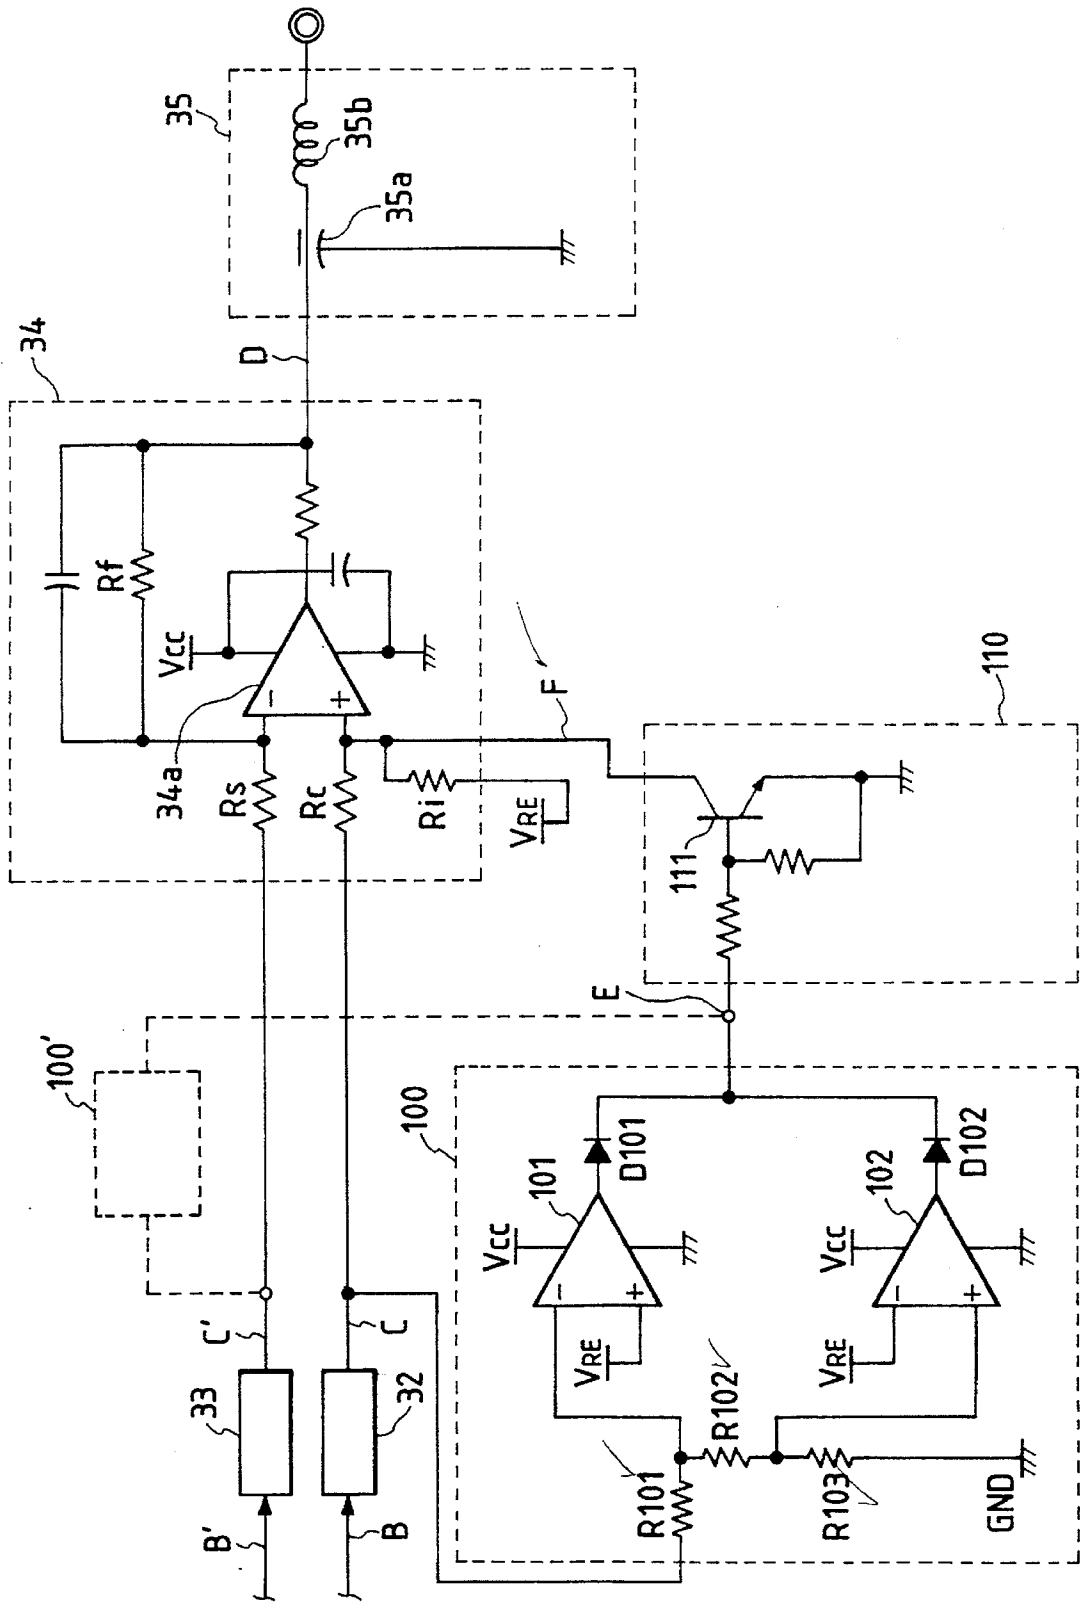 35
35b
35a
34
D
Rf
Vcc
34a
−
+
Rs
Rc
Ri
VRE
F
110
111
E
100'
100
C'
C
33
32
B'
B
101
D101
Vcc
−
+
VRE
102
D102
Vcc
−
+
VRE
R101
R102
R103
GND